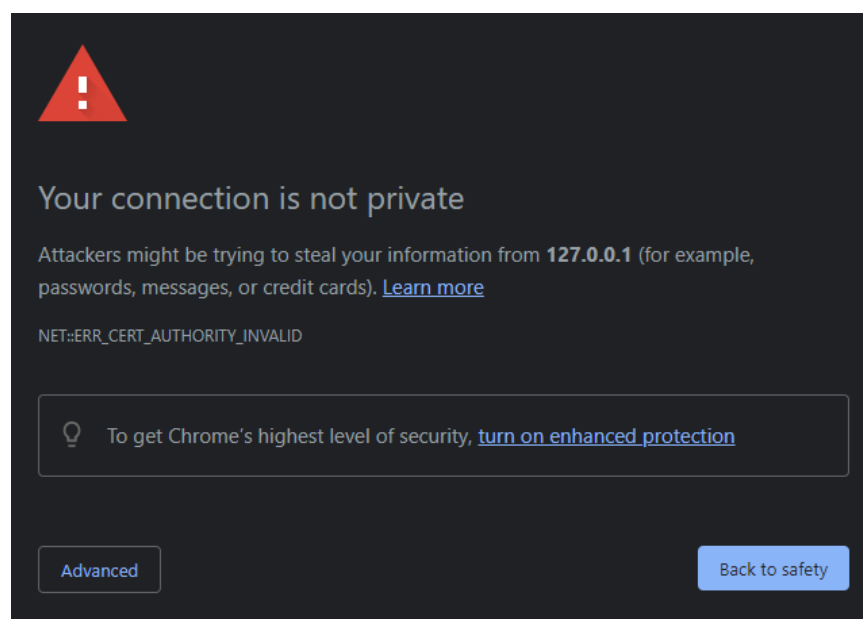 Your connection is not private
Attackers might be trying to steal your information from 127.0.0.1 (for example,
passwords, messages, or credit cards). Learn more
NET::ERR_CERT_AUTHORITY_INVALID
To get Chrome’s highest level of security, turn on enhanced protection
Advanced
Back to safety